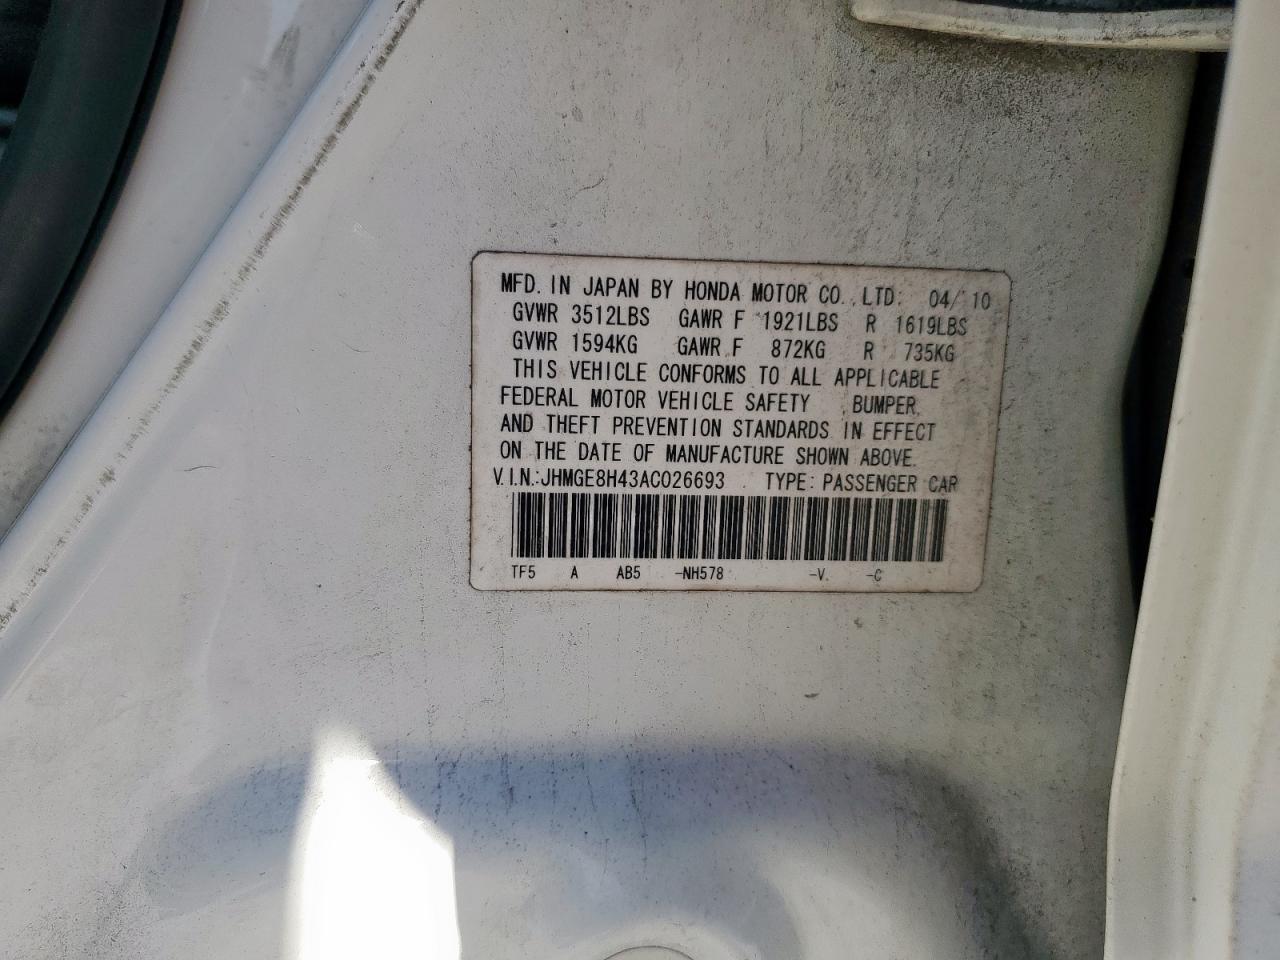 MFD. IN JAPAN BY HONDA MOTOR CO., LTD. 04/ 10
GVWR 3512LBS GAWR F 1921LBS R 1619LBS
GVWR 1594KG GAWR F 872KG R 735KG
THIS VEHICLE CONFORMS TO ALL APPLICABLE
FEDERAL MOTOR VEHICLE SAFETY , BUMPER,
AND THEFT PREVENTION STANDARDS IN EFFECT
ON THE DATE OF MANUFACTURE SHOWN ABOVE.
V.I.N.:JHMGE8H43AC026693 TYPE: PASSENGER CAR
TF5 A AB5 -NH578 -V. -C